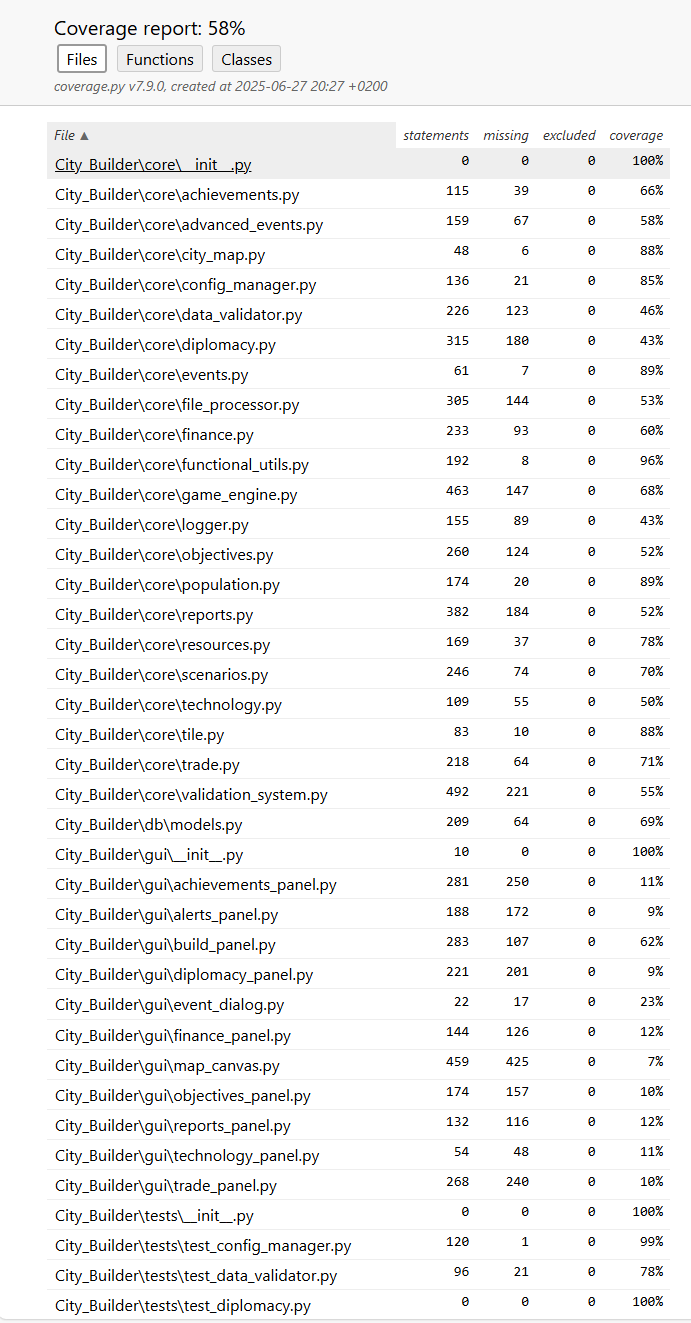 Coverage report: 58%
Files Functions Classes
coverage.py v7.9.0, created at 2025-06-27 20:27 +0200
File ▲ statements missing excluded coverage
City_Builder\core\__init__.py 0 0 0 100%
City_Builder\core\achievements.py 115 39 0 66%
City_Builder\core\advanced_events.py 159 67 0 58%
City_Builder\core\city_map.py 48 6 0 88%
City_Builder\core\config_manager.py 136 21 0 85%
City_Builder\core\data_validator.py 226 123 0 46%
City_Builder\core\diplomacy.py 315 180 0 43%
City_Builder\core\events.py 61 7 0 89%
City_Builder\core\file_processor.py 305 144 0 53%
City_Builder\core\finance.py 233 93 0 60%
City_Builder\core\functional_utils.py 192 8 0 96%
City_Builder\core\game_engine.py 463 147 0 68%
City_Builder\core\logger.py 155 89 0 43%
City_Builder\core\objectives.py 260 124 0 52%
City_Builder\core\population.py 174 20 0 89%
City_Builder\core\reports.py 382 184 0 52%
City_Builder\core\resources.py 169 37 0 78%
City_Builder\core\scenarios.py 246 74 0 70%
City_Builder\core\technology.py 109 55 0 50%
City_Builder\core\tile.py 83 10 0 88%
City_Builder\core\trade.py 218 64 0 71%
City_Builder\core\validation_system.py 492 221 0 55%
City_Builder\db\models.py 209 64 0 69%
City_Builder\gui\__init__.py 10 0 0 100%
City_Builder\gui\achievements_panel.py 281 250 0 11%
City_Builder\gui\alerts_panel.py 188 172 0 9%
City_Builder\gui\build_panel.py 283 107 0 62%
City_Builder\gui\diplomacy_panel.py 221 201 0 9%
City_Builder\gui\event_dialog.py 22 17 0 23%
City_Builder\gui\finance_panel.py 144 126 0 12%
City_Builder\gui\map_canvas.py 459 425 0 7%
City_Builder\gui\objectives_panel.py 174 157 0 10%
City_Builder\gui\reports_panel.py 132 116 0 12%
City_Builder\gui\technology_panel.py 54 48 0 11%
City_Builder\gui\trade_panel.py 268 240 0 10%
City_Builder\tests\__init__.py 0 0 0 100%
City_Builder\tests\test_config_manager.py 120 1 0 99%
City_Builder\tests\test_data_validator.py 96 21 0 78%
City_Builder\tests\test_diplomacy.py 0 0 0 100%